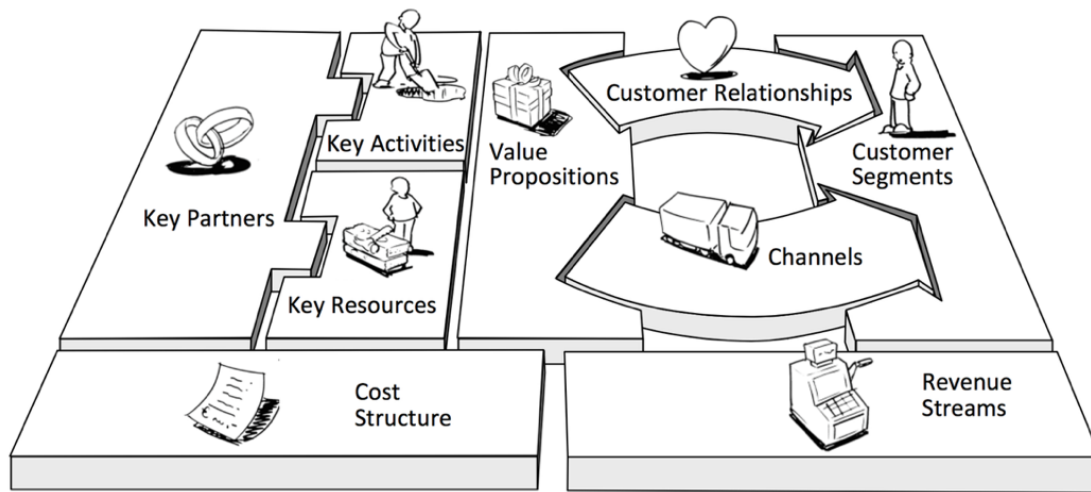 Key Partners
Key Activities
Key Resources
Value
Propositions
Customer Relationships
Channels
Customer
Segments
Cost
Structure
Revenue
Streams